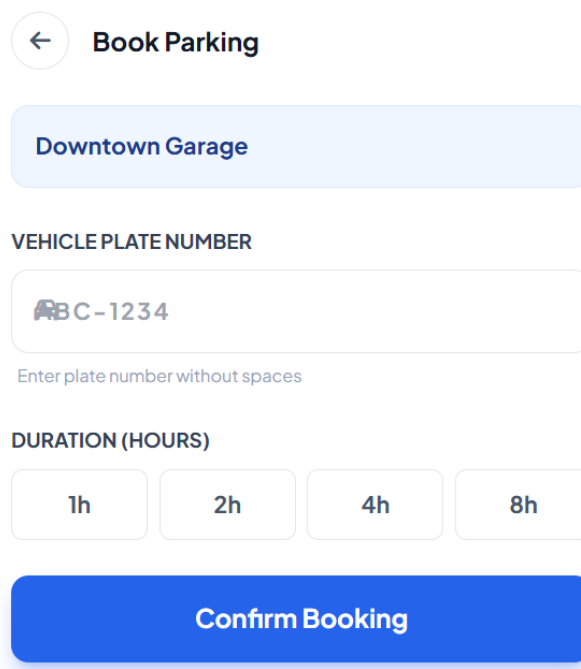 Book Parking
Downtown Garage
VEHICLE PLATE NUMBER
ABC-1234
Enter plate number without spaces
DURATION (HOURS)
1h 2h 4h 8h
Confirm Booking